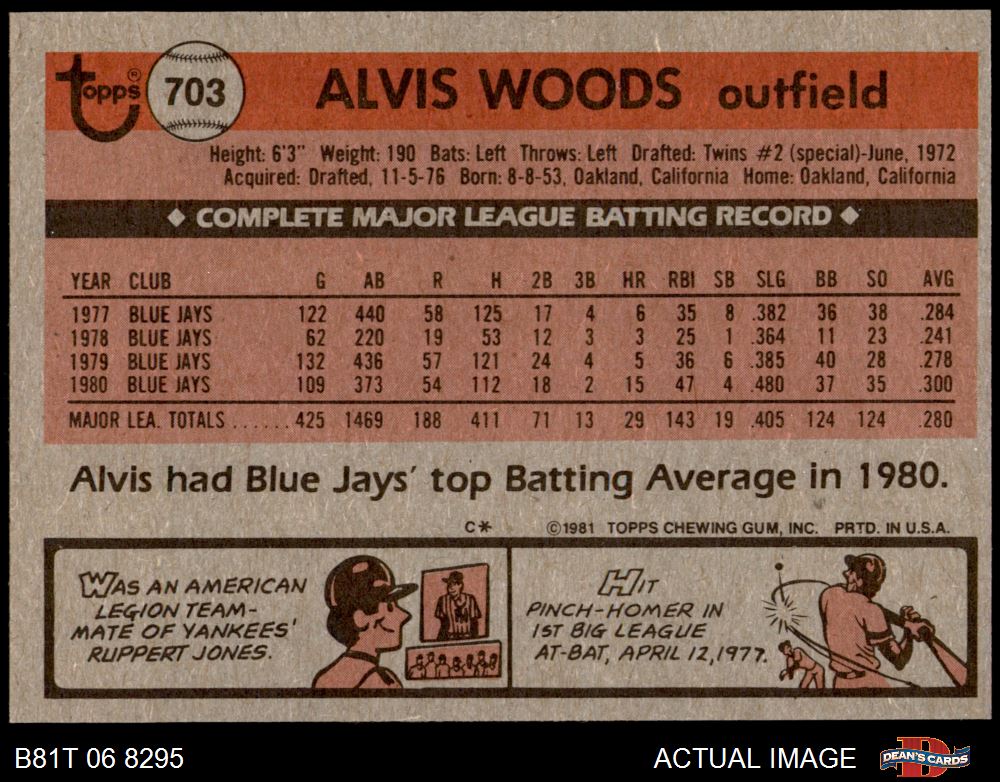 topps® 703 ALVIS WOODS outfield
Height: 6'3" Weight: 190 Bats: Left Throws: Left Drafted: Twins #2 (special)-June, 1972
Acquired: Drafted, 11-5-76 Born: 8-8-53, Oakland, California Home: Oakland, California
◆ COMPLETE MAJOR LEAGUE BATTING RECORD ◆
YEAR CLUB G AB R H 2B 3B HR RBI SB SLG BB SO AVG
1977 BLUE JAYS 122 440 58 125 17 4 6 35 8 .382 36 38 .284
1978 BLUE JAYS 62 220 19 53 12 3 3 25 1 .364 11 23 .241
1979 BLUE JAYS 132 436 57 121 24 4 5 36 6 .385 40 28 .278
1980 BLUE JAYS 109 373 54 112 18 2 15 47 4 .480 37 35 .300
MAJOR LEA. TOTALS ......425 1469 188 411 71 13 29 143 19 .405 124 124 .280
Alvis had Blue Jays' top Batting Average in 1980.
C* ©1981 TOPPS CHEWING GUM, INC. PRTD. IN U.S.A.
WAS AN AMERICAN
LEGION TEAM-
MATE OF YANKEES'
RUPPERT JONES.
HIT
PINCH-HOMER IN
1ST BIG LEAGUE
AT-BAT, APRIL 12, 1977.
B81T 06 8295 ACTUAL IMAGE DEAN'S CARDS